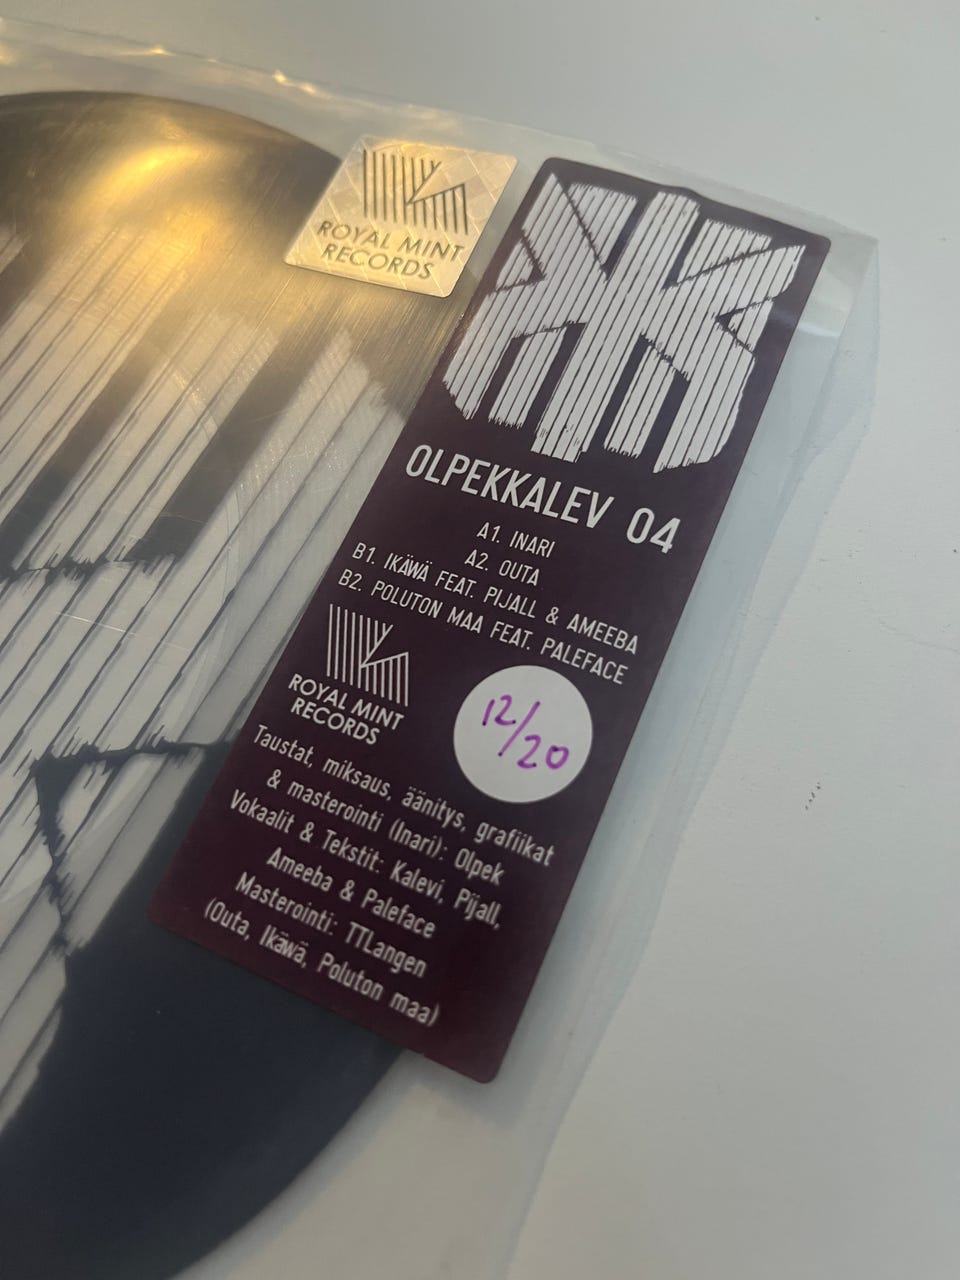 ROYAL MINT
RECORDS
OLPEKKALEV 04
A1. INARI
A2. OUTA
B1. IKÄWÄ FEAT. PIJALL & AMEEBA
B2. POLUTON MAA FEAT. PALEFACE
ROYAL MINT
RECORDS
12/20
Taustat, miksaus, äänitys, grafiikat
& masterointi (Inari): Olpek
Vokaalit & Tekstit: Kalevi, Pijall,
Ameeba & Paleface
Masterointi: TTLangen
(Outa, Ikäwä, Poluton maa)